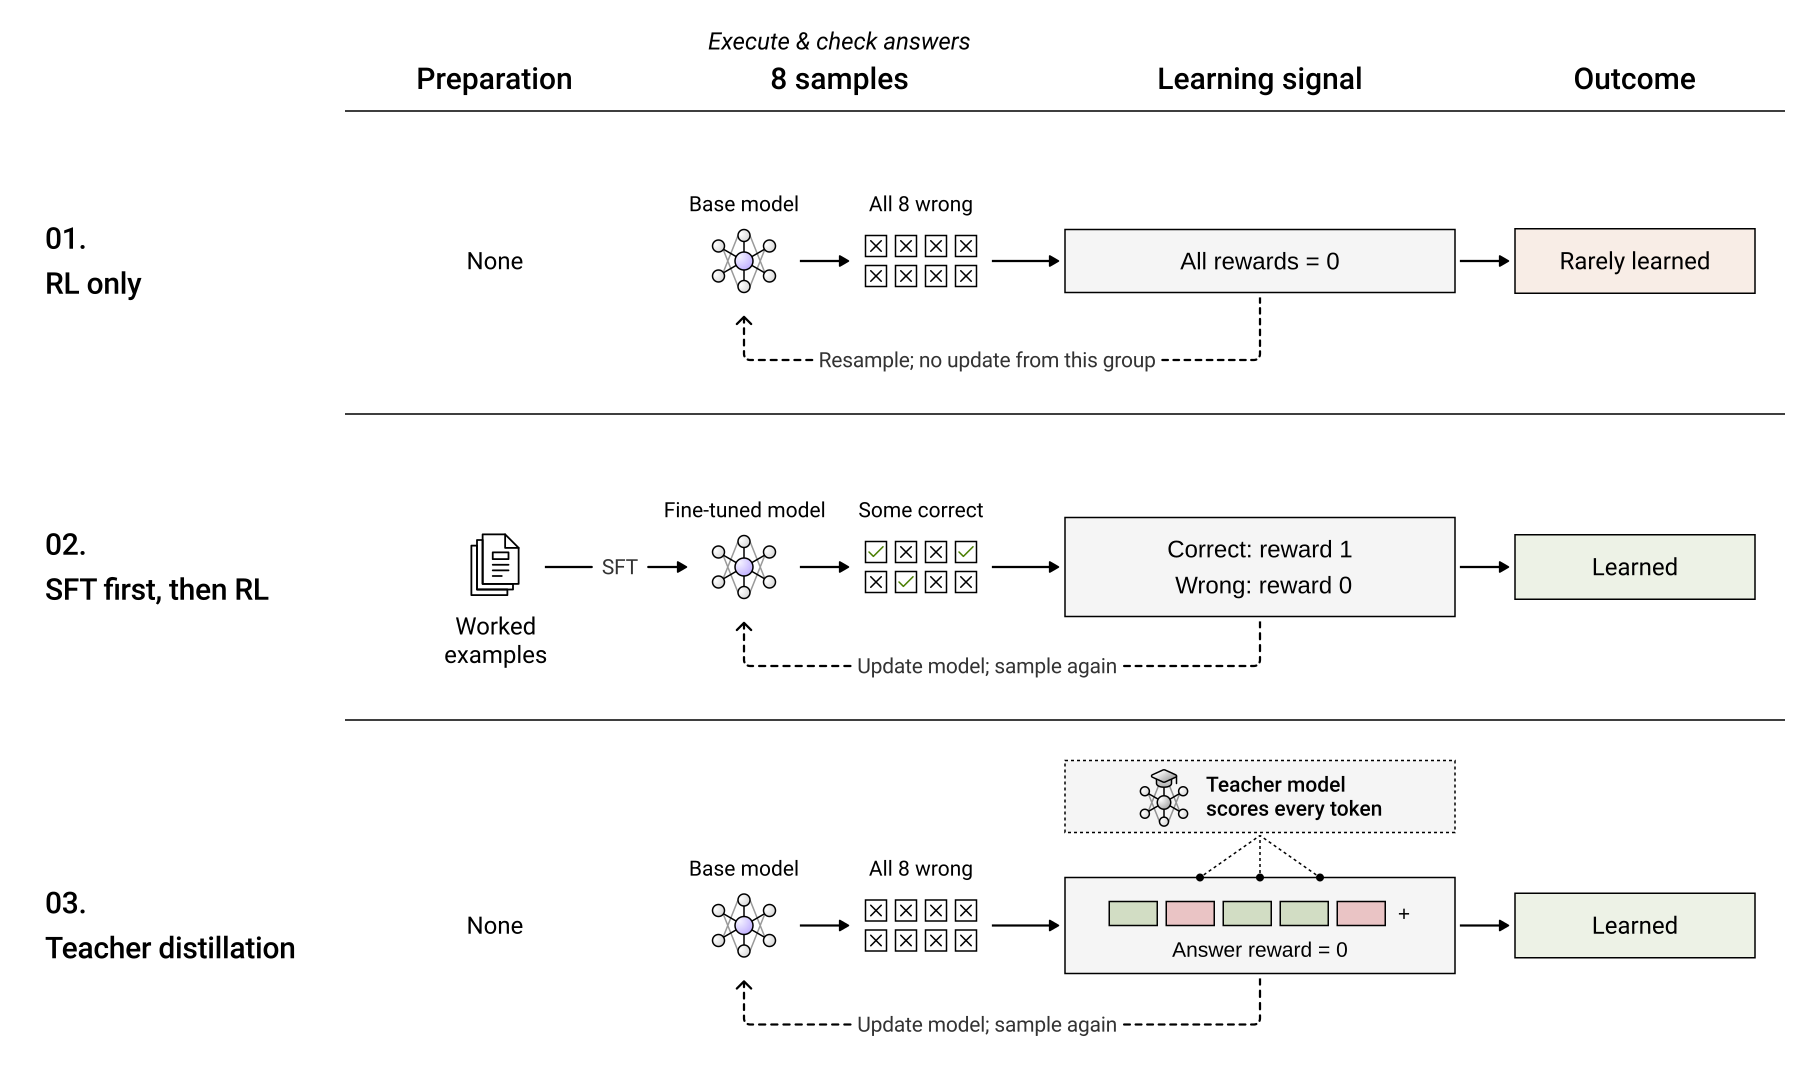 Execute & check answers
Preparation
8 samples
Learning signal
Outcome
01.
RL only
None
Base model
All 8 wrong
All rewards = 0
Rarely learned
Resample; no update from this group
02.
SFT first, then RL
Worked
examples
SFT
Fine-tuned model
Some correct
Correct: reward 1
Wrong: reward 0
Learned
Update model; sample again
03.
Teacher distillation
None
Base model
All 8 wrong
Teacher model
scores every token
+
Answer reward = 0
Learned
Update model; sample again